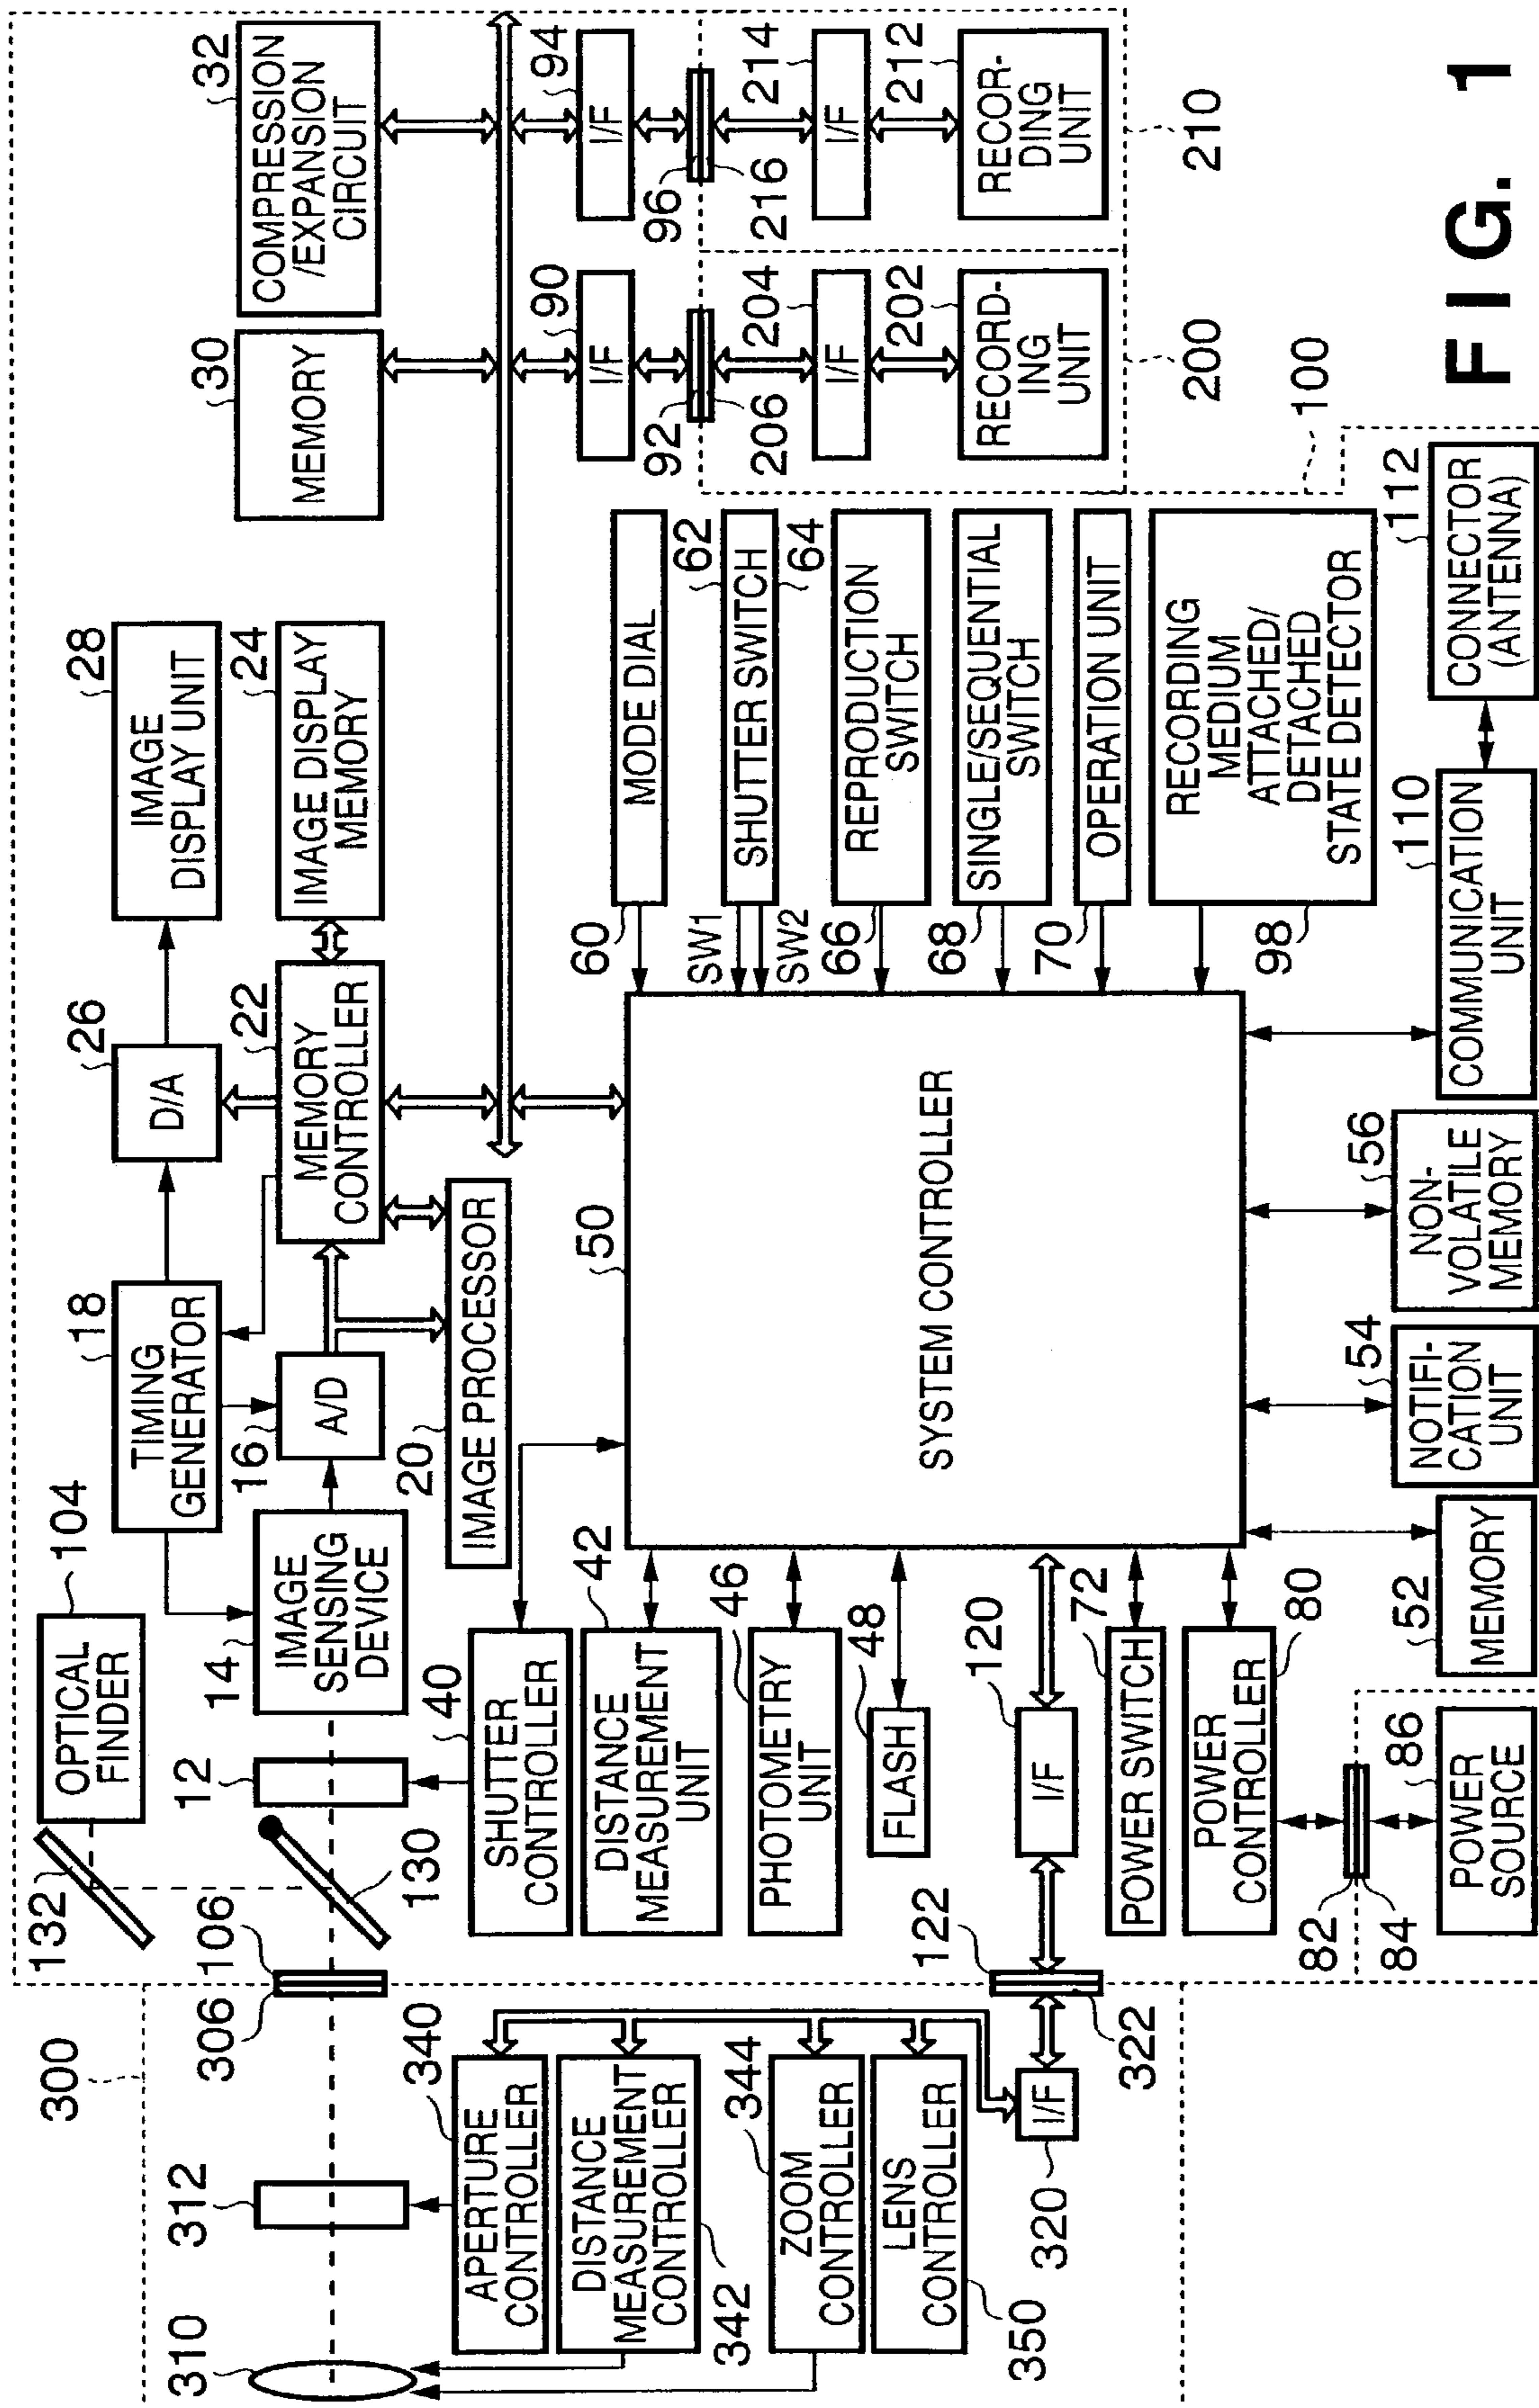 300
310
312
306
106
132
130
12
OPTICAL
FINDER
104
14
IMAGE
SENSING
DEVICE
TIMING
GENERATOR
18
16
A/D
20
IMAGE PROCESSOR
26
D/A
22
MEMORY
CONTROLLER
28
IMAGE
DISPLAY UNIT
24
IMAGE DISPLAY
MEMORY
30
MEMORY
32
COMPRESSION
/EXPANSION
CIRCUIT
340
APERTURE
CONTROLLER
DISTANCE
MEASUREMENT
CONTROLLER
342
344
ZOOM
CONTROLLER
LENS
CONTROLLER
350
I/F
320
322
122
120
I/F
40
SHUTTER
CONTROLLER
42
DISTANCE
MEASUREMENT
UNIT
46
PHOTOMETRY
UNIT
48
FLASH
72
POWER SWITCH
80
POWER
CONTROLLER
82
84
86
POWER
SOURCE
50
SYSTEM CONTROLLER
52
MEMORY
54
NOTIFI-
CATION
UNIT
56
NON-
VOLATILE
MEMORY
110
COMMUNICATION
UNIT
112
CONNECTOR
(ANTENNA)
60
MODE DIAL
SW1
SW2
62
SHUTTER SWITCH
64
66
REPRODUCTION
SWITCH
68
SINGLE/SEQUENTIAL
SWITCH
70
OPERATION UNIT
98
RECORDING
MEDIUM
ATTACHED/
DETACHED
STATE DETECTOR
90
I/F
92
206
204
I/F
202
RECORD-
ING
UNIT
200
94
I/F
96
216
214
I/F
212
RECOR-
DING
UNIT
210
100
FIG. 1